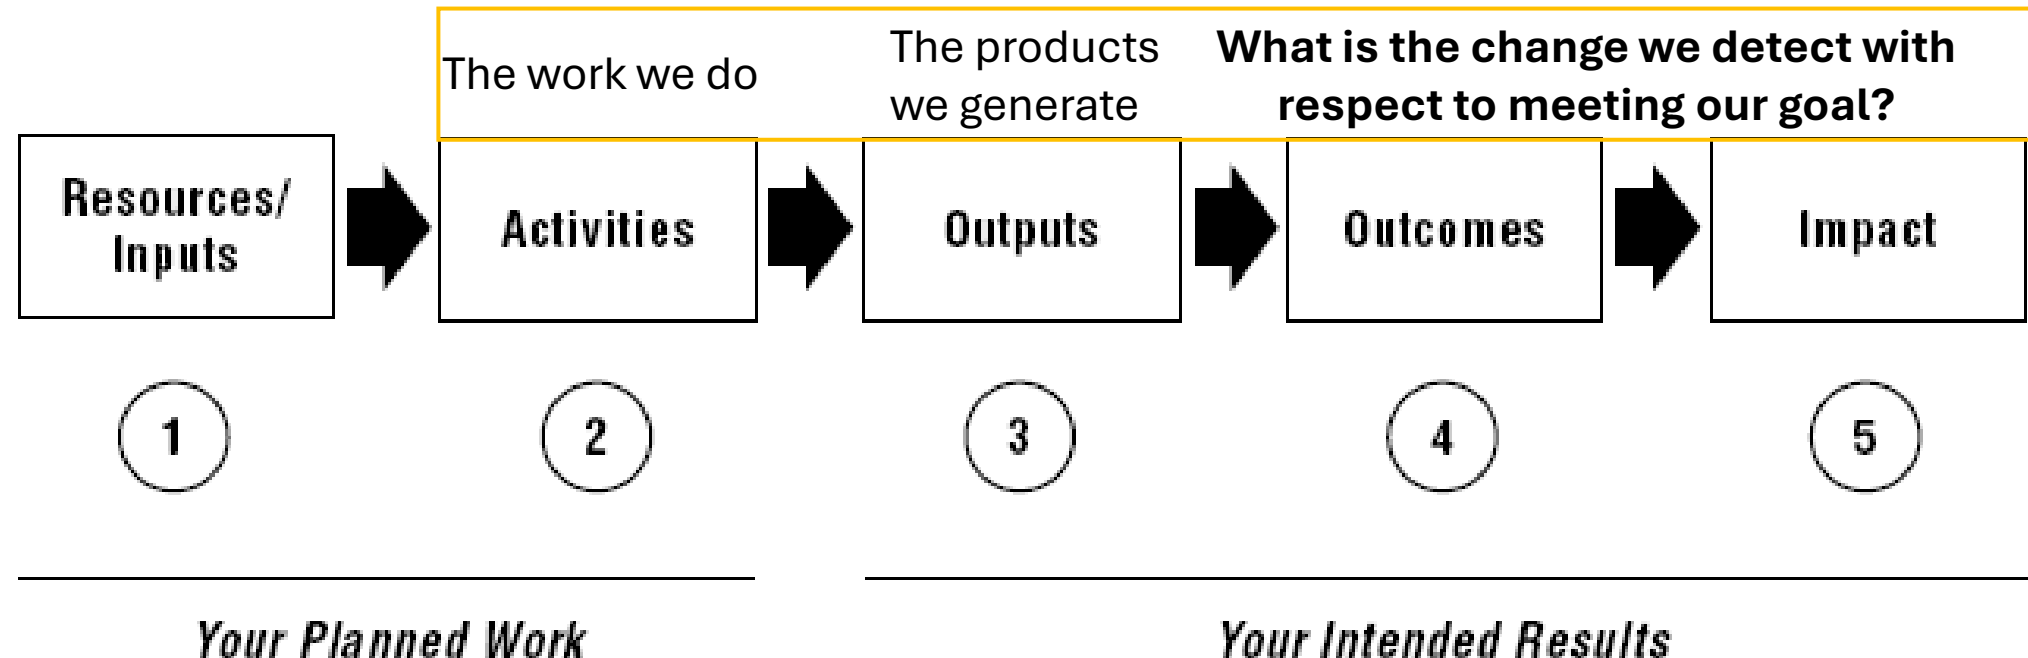 The work we do
The products
we generate
What is the change we detect with
respect to meeting our goal?
Resources/
Inputs
Activities
Outputs
Outcomes
Impact
1
2
3
4
5
Your Planned Work
Your Intended Results